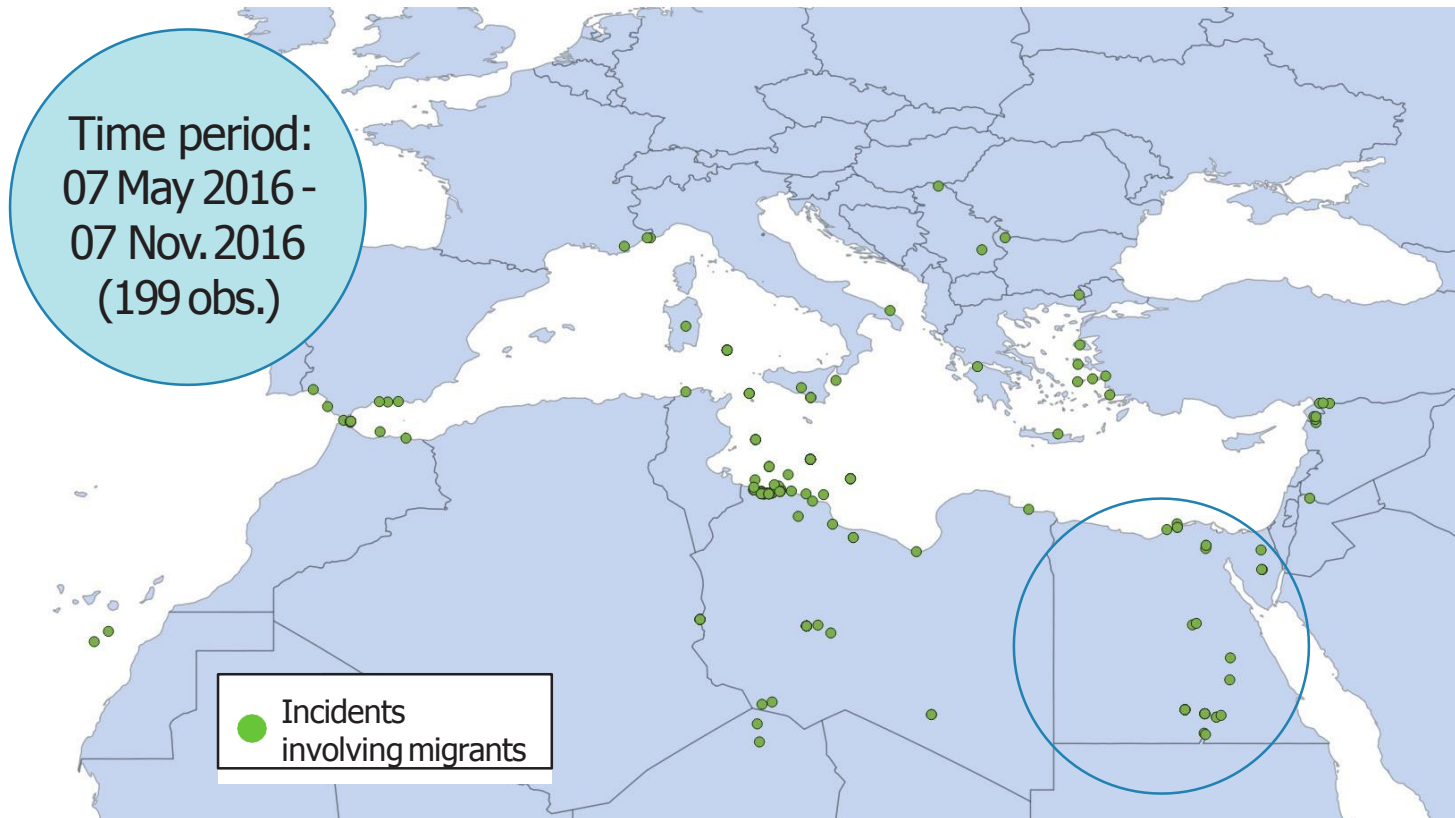 Time period:
07 May 2016 -
07 Nov. 2016
(199 obs.)
Incidents
involving migrants